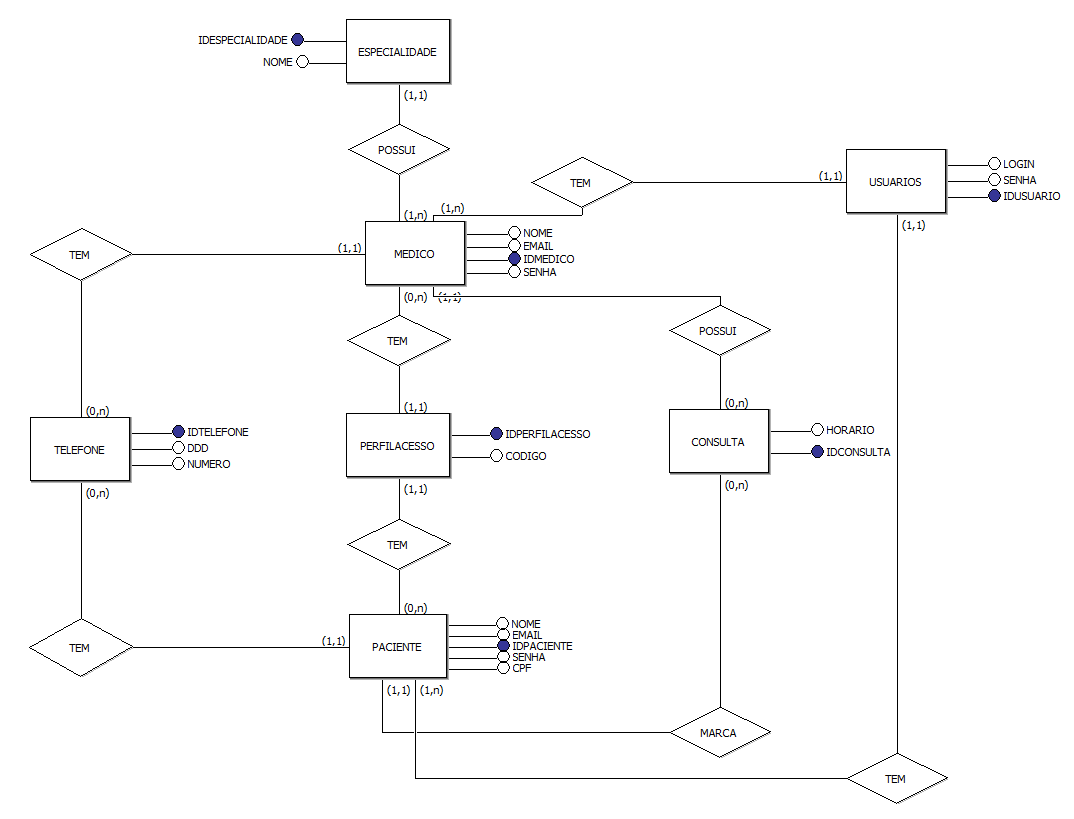 IDESPECIALIDADE
NOME
ESPECIALIDADE
(1,1)
POSSUI
(1,n)
TEM
(1,1)
USUARIOS
LOGIN
SENHA
IDUSUARIO
(1,n)
(1,1)
TEM
(1,1)
MEDICO
NOME
EMAIL
IDMEDICO
SENHA
(0,n)
(1,1)
TEM
POSSUI
(0,n)
(1,1)
(0,n)
TELEFONE
IDTELEFONE
DDD
NUMERO
PERFILACESSO
IDPERFILACESSO
CODIGO
CONSULTA
HORARIO
IDCONSULTA
(0,n)
(1,1)
(0,n)
TEM
(0,n)
TEM
(1,1)
PACIENTE
NOME
EMAIL
IDPACIENTE
SENHA
CPF
(1,1)
(1,n)
MARCA
TEM